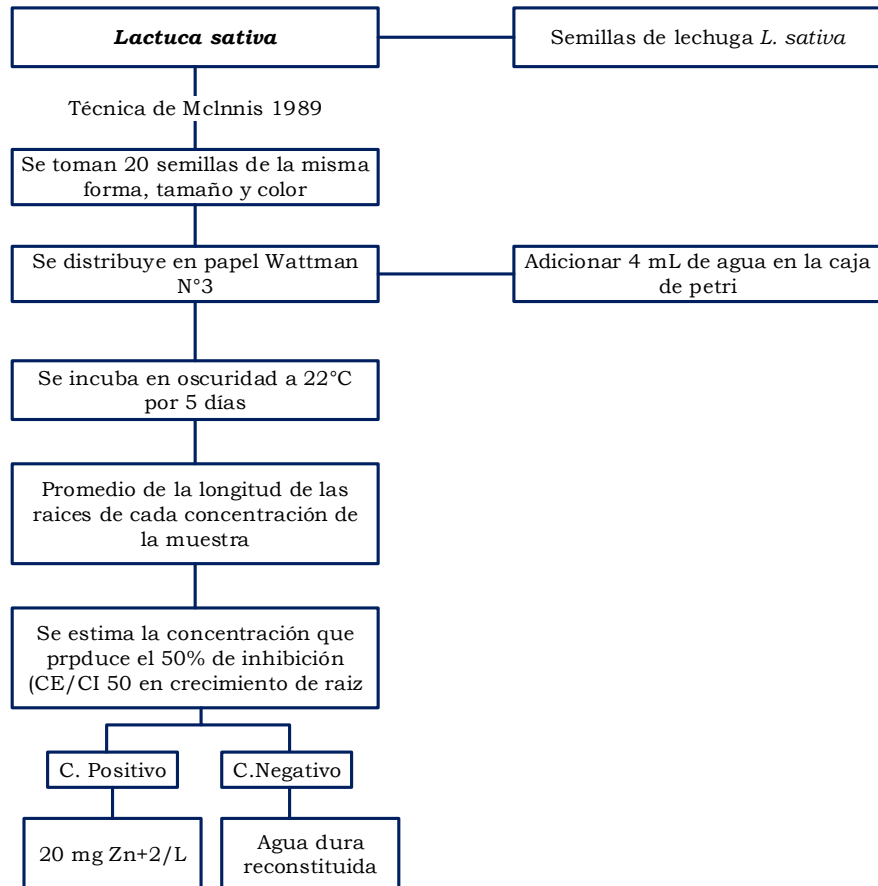 Lactuca sativa
Semillas de lechuga L. sativa
Técnica de McInnis 1989
Se toman 20 semillas de la misma
forma, tamaño y color
Se distribuye en papel Wattman
N°3
Adicionar 4 mL de agua en la caja
de petri
Se incuba en oscuridad a 22°C
por 5 días
Promedio de la longitud de las
raices de cada concentración de
la muestra
Se estima la concentración que
prpduce el 50% de inhibición
(CE/CI 50 en crecimiento de raiz
C. Positivo
C.Negativo
20 mg Zn+2/L
Agua dura
reconstituida